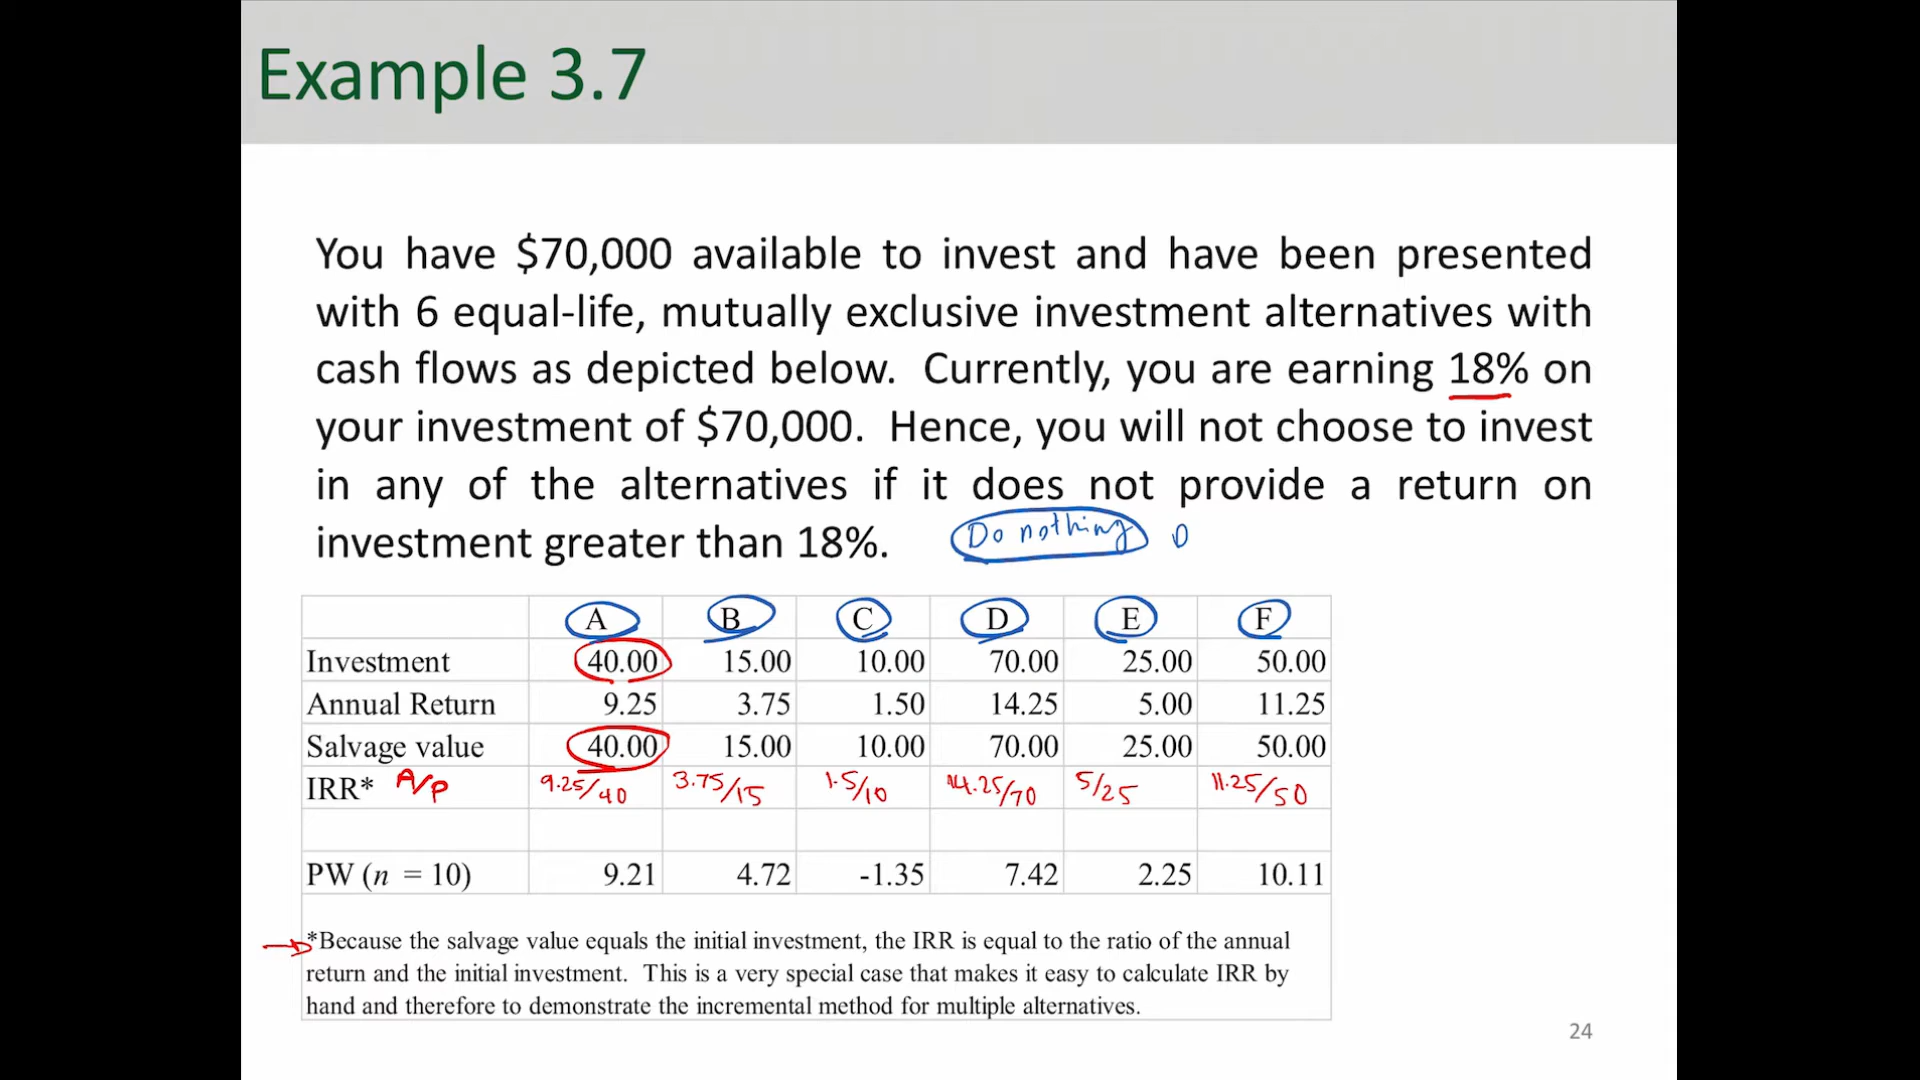 Example 3.7
You have $70,000 available to invest and have been presented
with 6 equal-life, mutually exclusive investment alternatives with
cash flows as depicted below. Currently, you are earning 18% on
your investment of $70,000. Hence, you will not choose to invest
in any of the alternatives if it does not provide a return on
investment greater than 18%. Do nothing 0
A B C D E F
Investment 40.00 15.00 10.00 70.00 25.00 50.00
Annual Return 9.25 3.75 1.50 14.25 5.00 11.25
Salvage value 40.00 15.00 10.00 70.00 25.00 50.00
IRR* A/P 9.25/40 3.75/15 1.5/10 14.25/70 5/25 11.25/50
PW (n = 10) 9.21 4.72 -1.35 7.42 2.25 10.11
*Because the salvage value equals the initial investment, the IRR is equal to the ratio of the annual
return and the initial investment. This is a very special case that makes it easy to calculate IRR by
hand and therefore to demonstrate the incremental method for multiple alternatives.
24